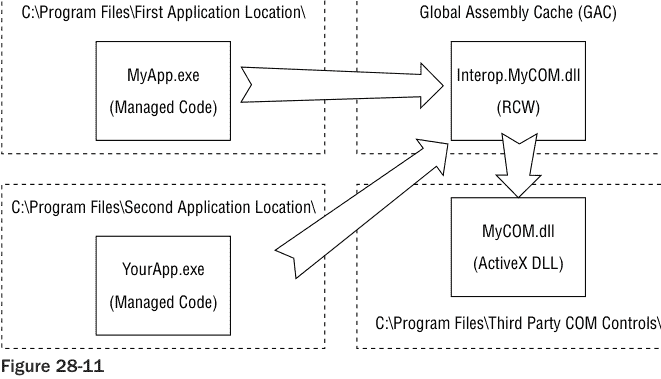 C:\Program Files\First Application Location\
MyApp.exe
(Managed Code)
Global Assembly Cache (GAC)
Interop.MyCOM.dll
(RCW)
C:\Program Files\Second Application Location\
YourApp.exe
(Managed Code)
MyCOM.dll
(ActiveX DLL)
C:\Program Files\Third Party COM Controls\
Figure 28-11